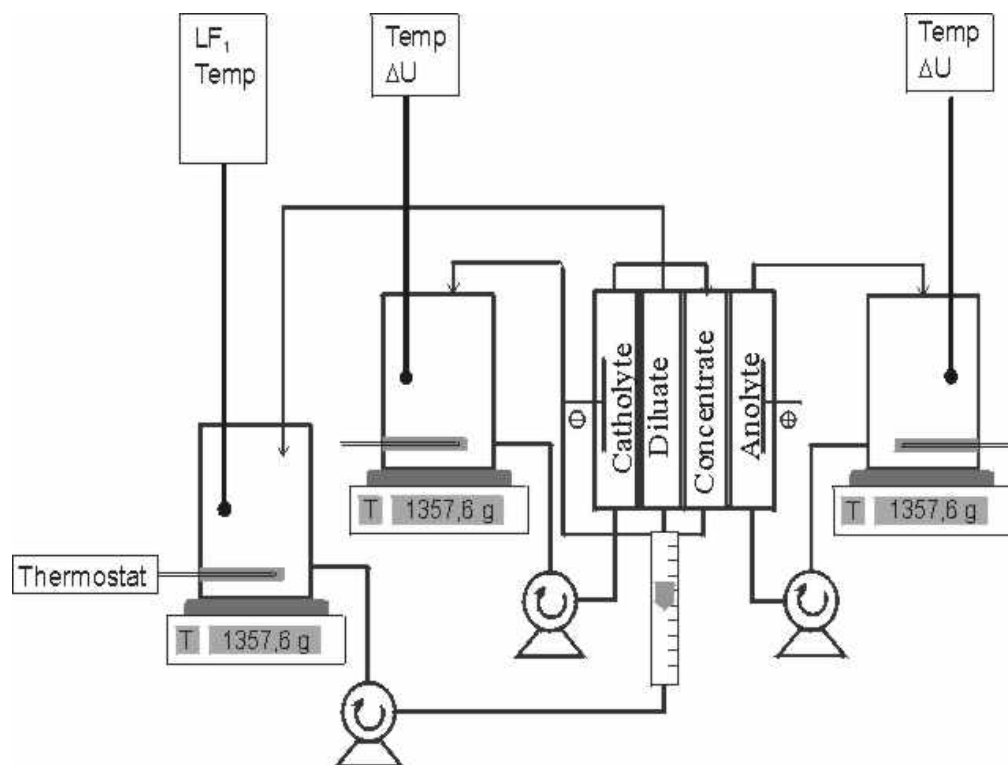 LF₁
Temp
Temp
ΔU
Temp
ΔU
Catholyte
Diluate
Concentrate
Anolyte
⊖
⊕
T 1357,6 g
T 1357,6 g
Thermostat
T 1357,6 g